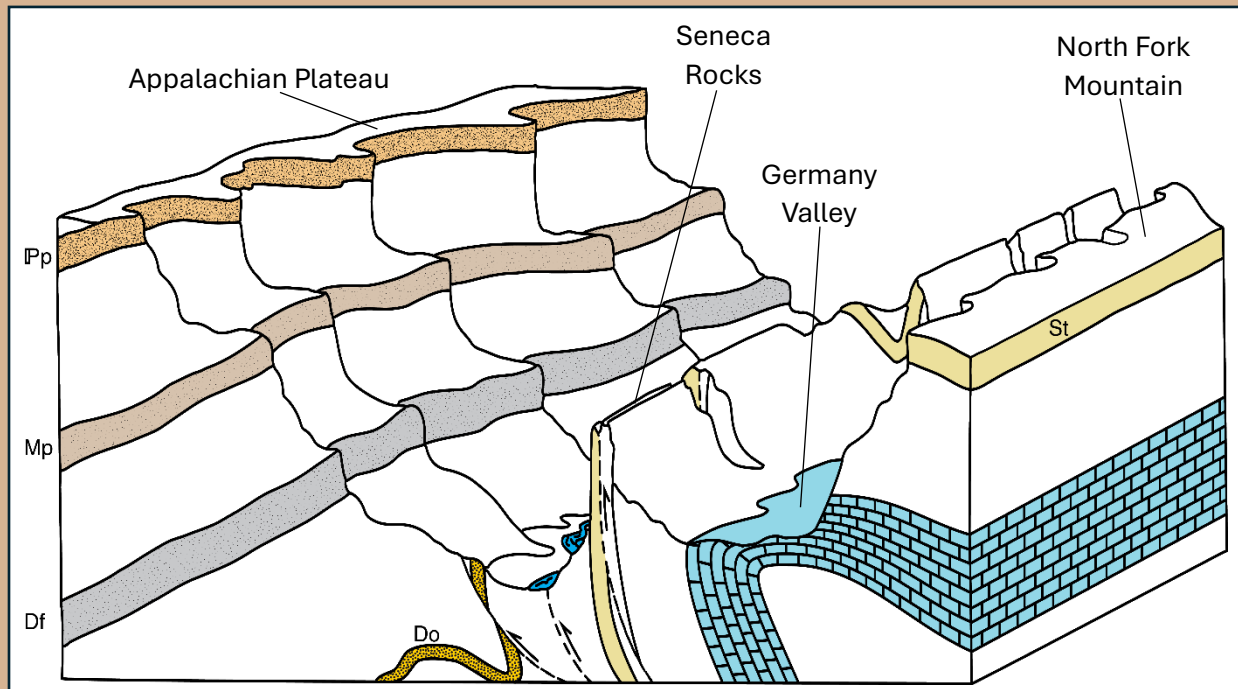 Seneca
Rocks
North Fork
Mountain
Appalachian Plateau
Germany
Valley
ℙp
St
Mp
Df
Do